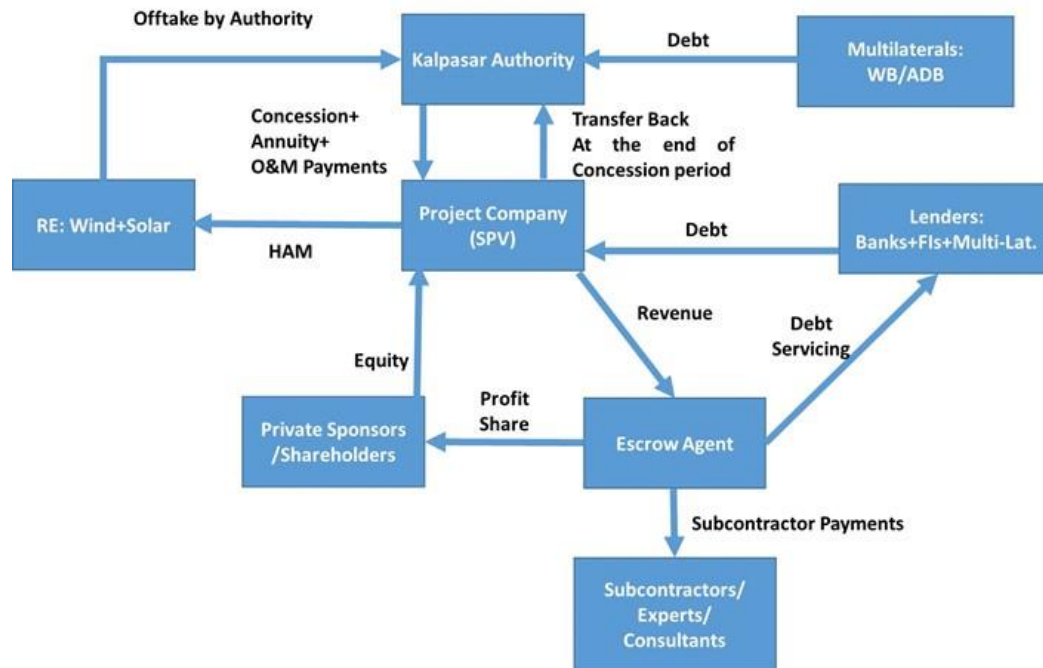 Offtake by Authority
Kalpasar Authority
Debt
Multilaterals:
WB/ADB
Concession+
Annuity+
O&M Payments
Transfer Back
At the end of
Concession period
RE: Wind+Solar
HAM
Project Company
(SPV)
Debt
Lenders:
Banks+FIs+Multi-Lat.
Revenue
Debt
Servicing
Equity
Profit
Share
Private Sponsors
/Shareholders
Escrow Agent
Subcontractor Payments
Subcontractors/
Experts/
Consultants